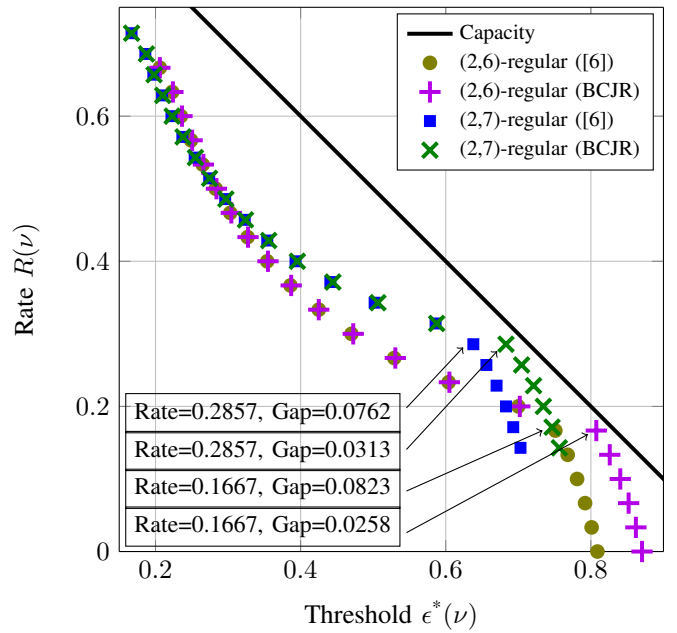 Capacity
(2,6)-regular ([6])
(2,6)-regular (BCJR)
(2,7)-regular ([6])
(2,7)-regular (BCJR)
Rate R(ν)
0.6
0.4
0.2
0
Rate=0.2857, Gap=0.0762
Rate=0.2857, Gap=0.0313
Rate=0.1667, Gap=0.0823
Rate=0.1667, Gap=0.0258
0.2 0.4 0.6 0.8
Threshold ϵ*(ν)